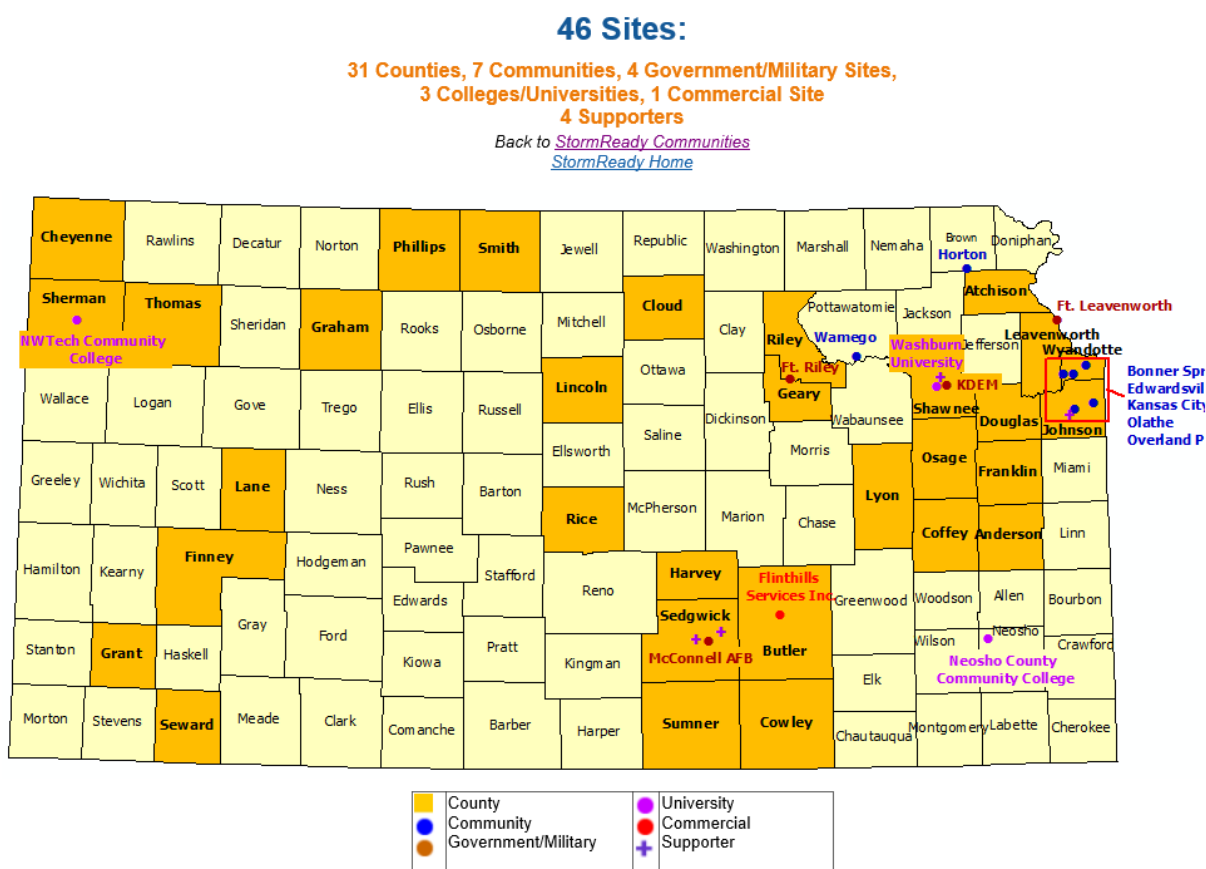 46 Sites:
31 Counties, 7 Communities, 4 Government/Military Sites,
3 Colleges/Universities, 1 Commercial Site
4 Supporters
Back to StormReady Communities
StormReady Home
Cheyenne
Rawlins
Decatur
Norton
Phillips
Smith
Jewell
Republic
Washington
Marshall
Nemaha
Brown
Doniphan
Horton
Sherman
Thomas
Sheridan
Graham
Rooks
Osborne
Mitchell
Cloud
Clay
Riley
Pottawatomie
Jackson
Atchison
Ft. Leavenworth
Leavenworth
Jefferson
Wyandotte
NWTech Community
College
Wamego
Washburn
University
Ft. Riley
KDEM
Bonner Spr
Edwardsvil
Kansas City
Olathe
Overland P
Wallace
Logan
Gove
Trego
Ellis
Russell
Lincoln
Ottawa
Dickinson
Geary
Wabaunsee
Shawnee
Douglas
Johnson
Saline
Ellsworth
Morris
Osage
Franklin
Miami
Greeley
Wichita
Scott
Lane
Ness
Rush
Barton
Rice
McPherson
Marion
Chase
Lyon
Coffey
Anderson
Linn
Hamilton
Kearny
Finney
Hodgeman
Pawnee
Stafford
Edwards
Reno
Harvey
Flinthills
Services Inc.
Greenwood
Woodson
Allen
Bourbon
Sedgwick
McConnell AFB
Butler
Wilson
Neosho
Crawford
Neosho County
Community College
Stanton
Grant
Haskell
Gray
Ford
Kiowa
Pratt
Kingman
Elk
Morton
Stevens
Seward
Meade
Clark
Comanche
Barber
Harper
Sumner
Cowley
Chautauqua
Montgomery
Labette
Cherokee
County
University
Community
Commercial
Government/Military
Supporter